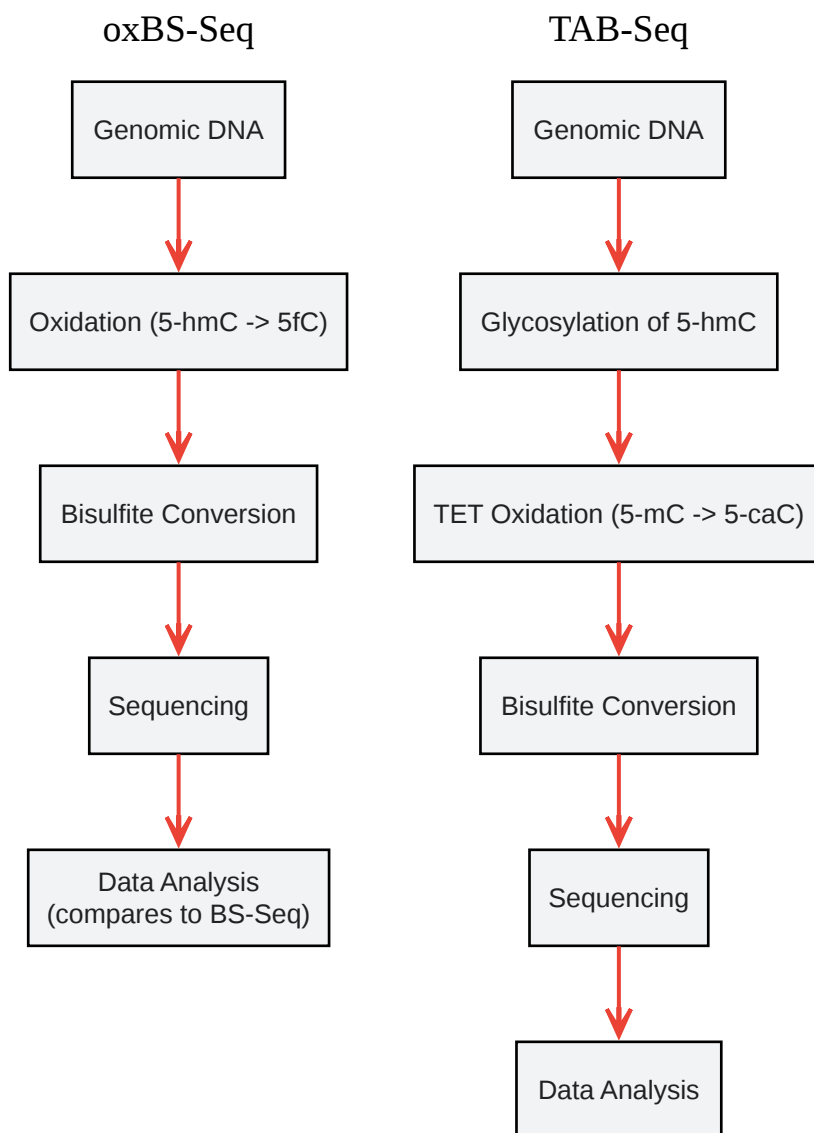 oxBS-Seq
Genomic DNA
Oxidation (5-hmC -> 5fC)
Bisulfite Conversion
Sequencing
Data Analysis
(compares to BS-Seq)
TAB-Seq
Genomic DNA
Glycosylation of 5-hmC
TET Oxidation (5-mC -> 5-caC)
Bisulfite Conversion
Sequencing
Data Analysis